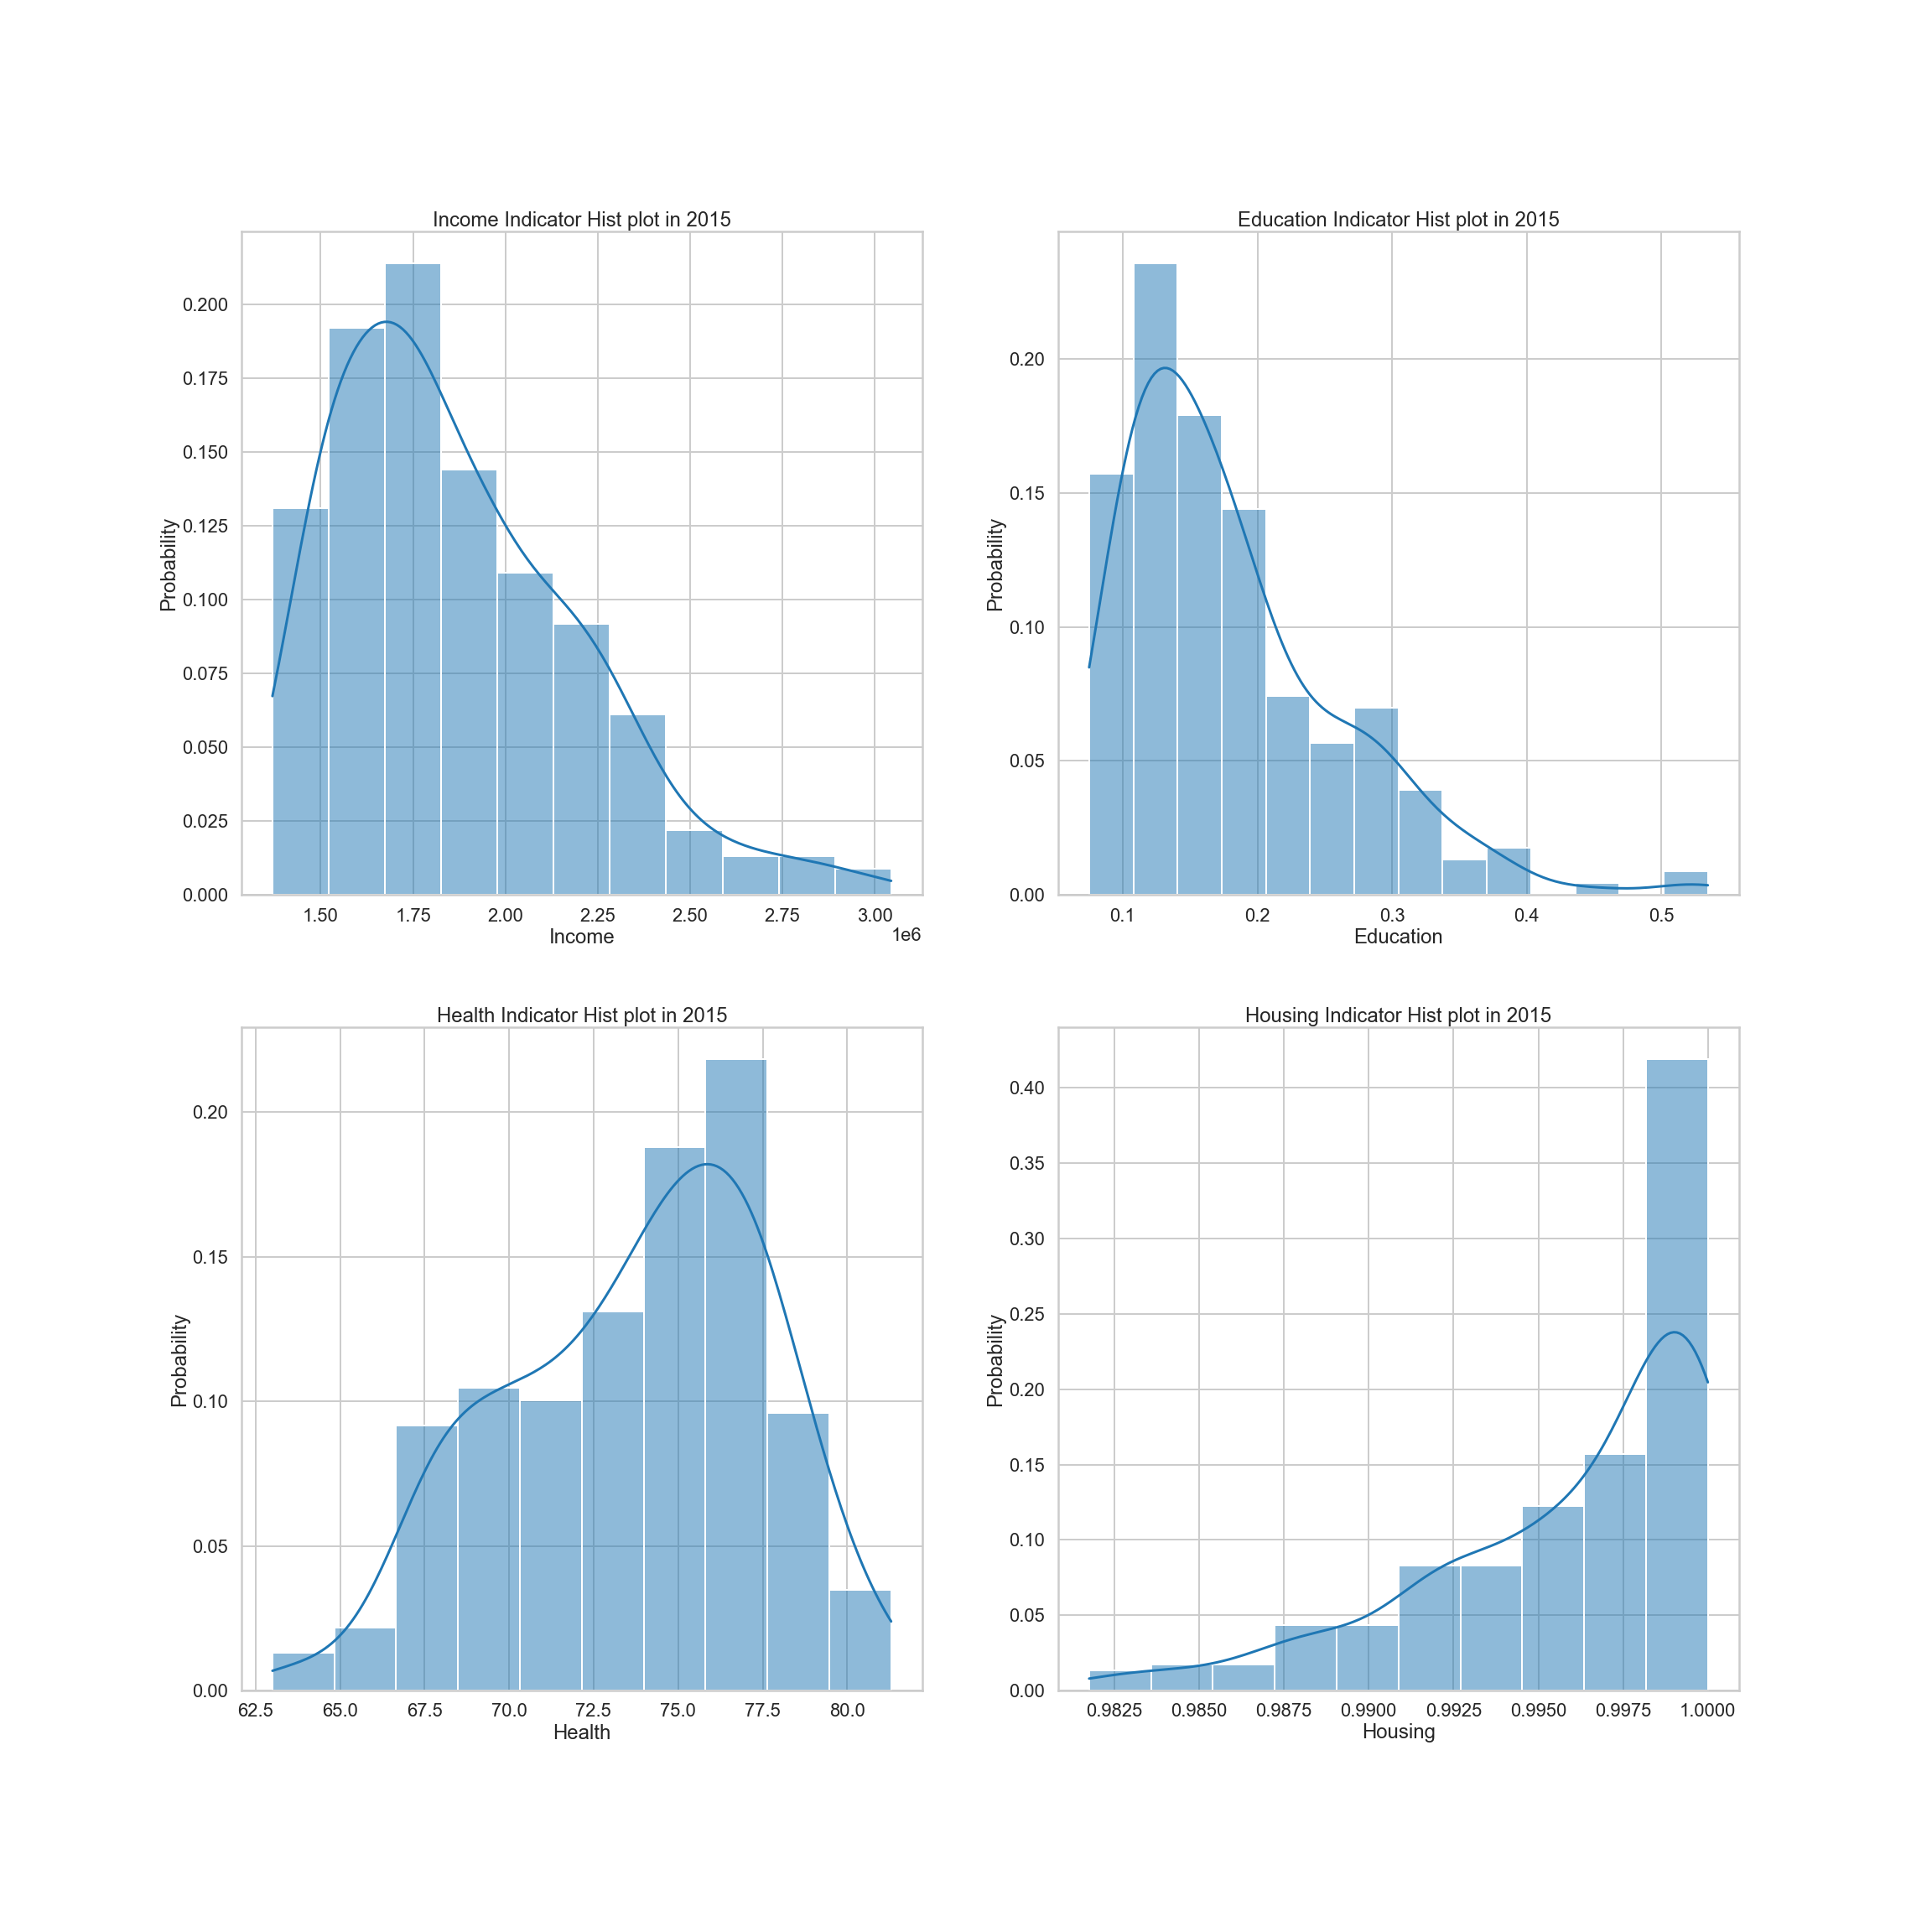 Income Indicator Hist plot in 2015
Probability
0.200
0.175
0.150
0.125
0.100
0.075
0.050
0.025
0.000
1.50 1.75 2.00 2.25 2.50 2.75 3.00
1e6
Income
Education Indicator Hist plot in 2015
Probability
0.20
0.15
0.10
0.05
0.00
0.1 0.2 0.3 0.4 0.5
Education
Health Indicator Hist plot in 2015
Probability
0.20
0.15
0.10
0.05
0.00
62.5 65.0 67.5 70.0 72.5 75.0 77.5 80.0
Health
Housing Indicator Hist plot in 2015
Probability
0.40
0.35
0.30
0.25
0.20
0.15
0.10
0.05
0.00
0.9825 0.9850 0.9875 0.9900 0.9925 0.9950 0.9975 1.0000
Housing